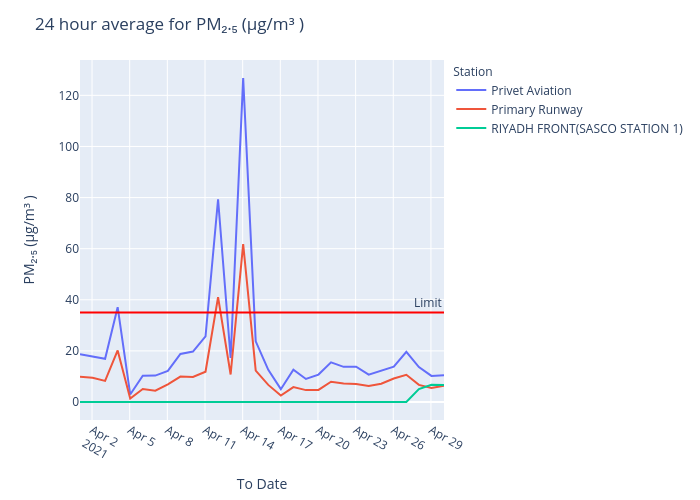 24 hour average for PM₂.₅ (µg/m³ )
Station
Privet Aviation
Primary Runway
RIYADH FRONT(SASCO STATION 1)
PM₂.₅ (µg/m³ )
120
100
80
60
40
20
0
Limit
Apr 2
2021
Apr 5
Apr 8
Apr 11
Apr 14
Apr 17
Apr 20
Apr 23
Apr 26
Apr 29
To Date